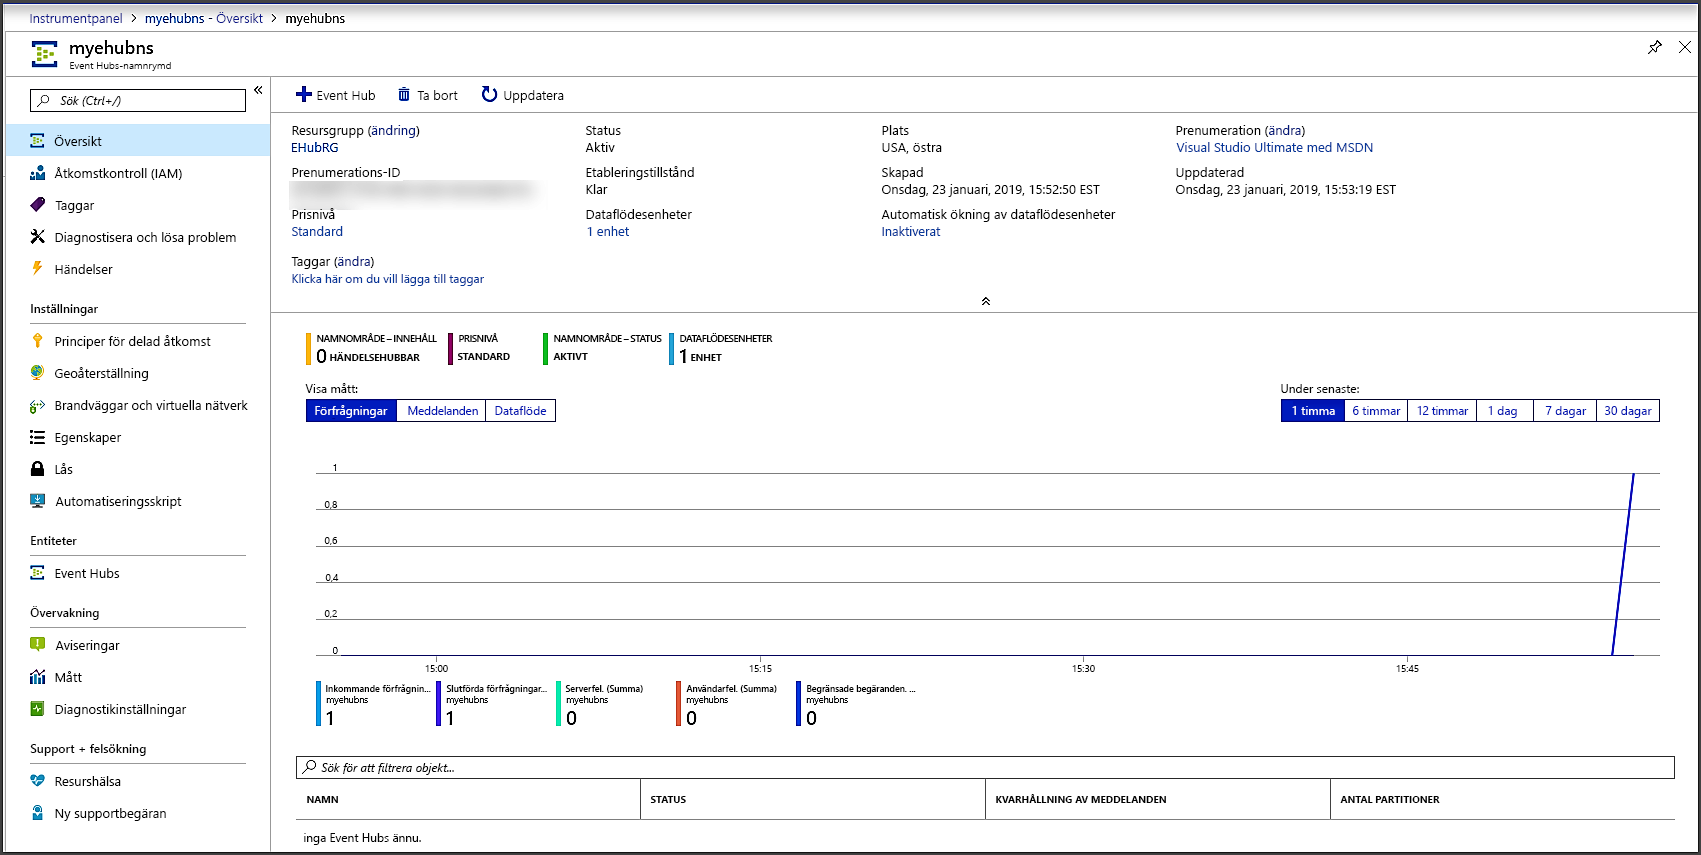 Instrumentpanel > myehubns - Översikt > myehubns
myehubns
Event Hubs-namnrymd
Sök (Ctrl+/)
«
Översikt
Åtkomstkontroll (IAM)
Taggar
Diagnostisera och lösa problem
Händelser
Inställningar
Principer för delad åtkomst
Geoåterställning
Brandväggar och virtuella nätverk
Egenskaper
Lås
Automatiseringsskript
Entiteter
Event Hubs
Övervakning
Aviseringar
Mått
Diagnostikinställningar
Support + felsökning
Resurshälsa
Ny supportbegäran
Event Hub Ta bort Uppdatera
Resursgrupp (ändring)
EHubRG
Status
Aktiv
Plats
USA, östra
Prenumeration (ändra)
Visual Studio Ultimate med MSDN
Prenumerations-ID
Etableringstillstånd
Klar
Skapad
Onsdag, 23 januari, 2019, 15:52:50 EST
Uppdaterad
Onsdag, 23 januari, 2019, 15:53:19 EST
Prisnivå
Standard
Dataflödesenheter
1 enhet
Automatisk ökning av dataflödesenheter
Inaktiverat
Taggar (ändra)
Klicka här om du vill lägga till taggar
NAMNOMRÅDE – INNEHÅLL
0 HÄNDELSEHUBBAR
PRISNIVÅ
STANDARD
NAMNOMRÅDE – STATUS
AKTIVT
DATAFLÖDESENHETER
1 ENHET
Visa mått:
Förfrågningar Meddelanden Dataflöde
Under senaste:
1 timma 6 timmar 12 timmar 1 dag 7 dagar 30 dagar
1
0,8
0,6
0,4
0,2
0
15:00 15:15 15:30 15:45
Inkommande förfrågnin...
myehubns
1
Slutförda förfrågningar...
myehubns
1
Serverfel. (Summa)
myehubns
0
Användarfel. (Summa)
myehubns
0
Begränsade begäranden. ...
myehubns
0
Sök för att filtrera objekt...
NAMN STATUS KVARHÅLLNING AV MEDDELANDEN ANTAL PARTITIONER
inga Event Hubs ännu.